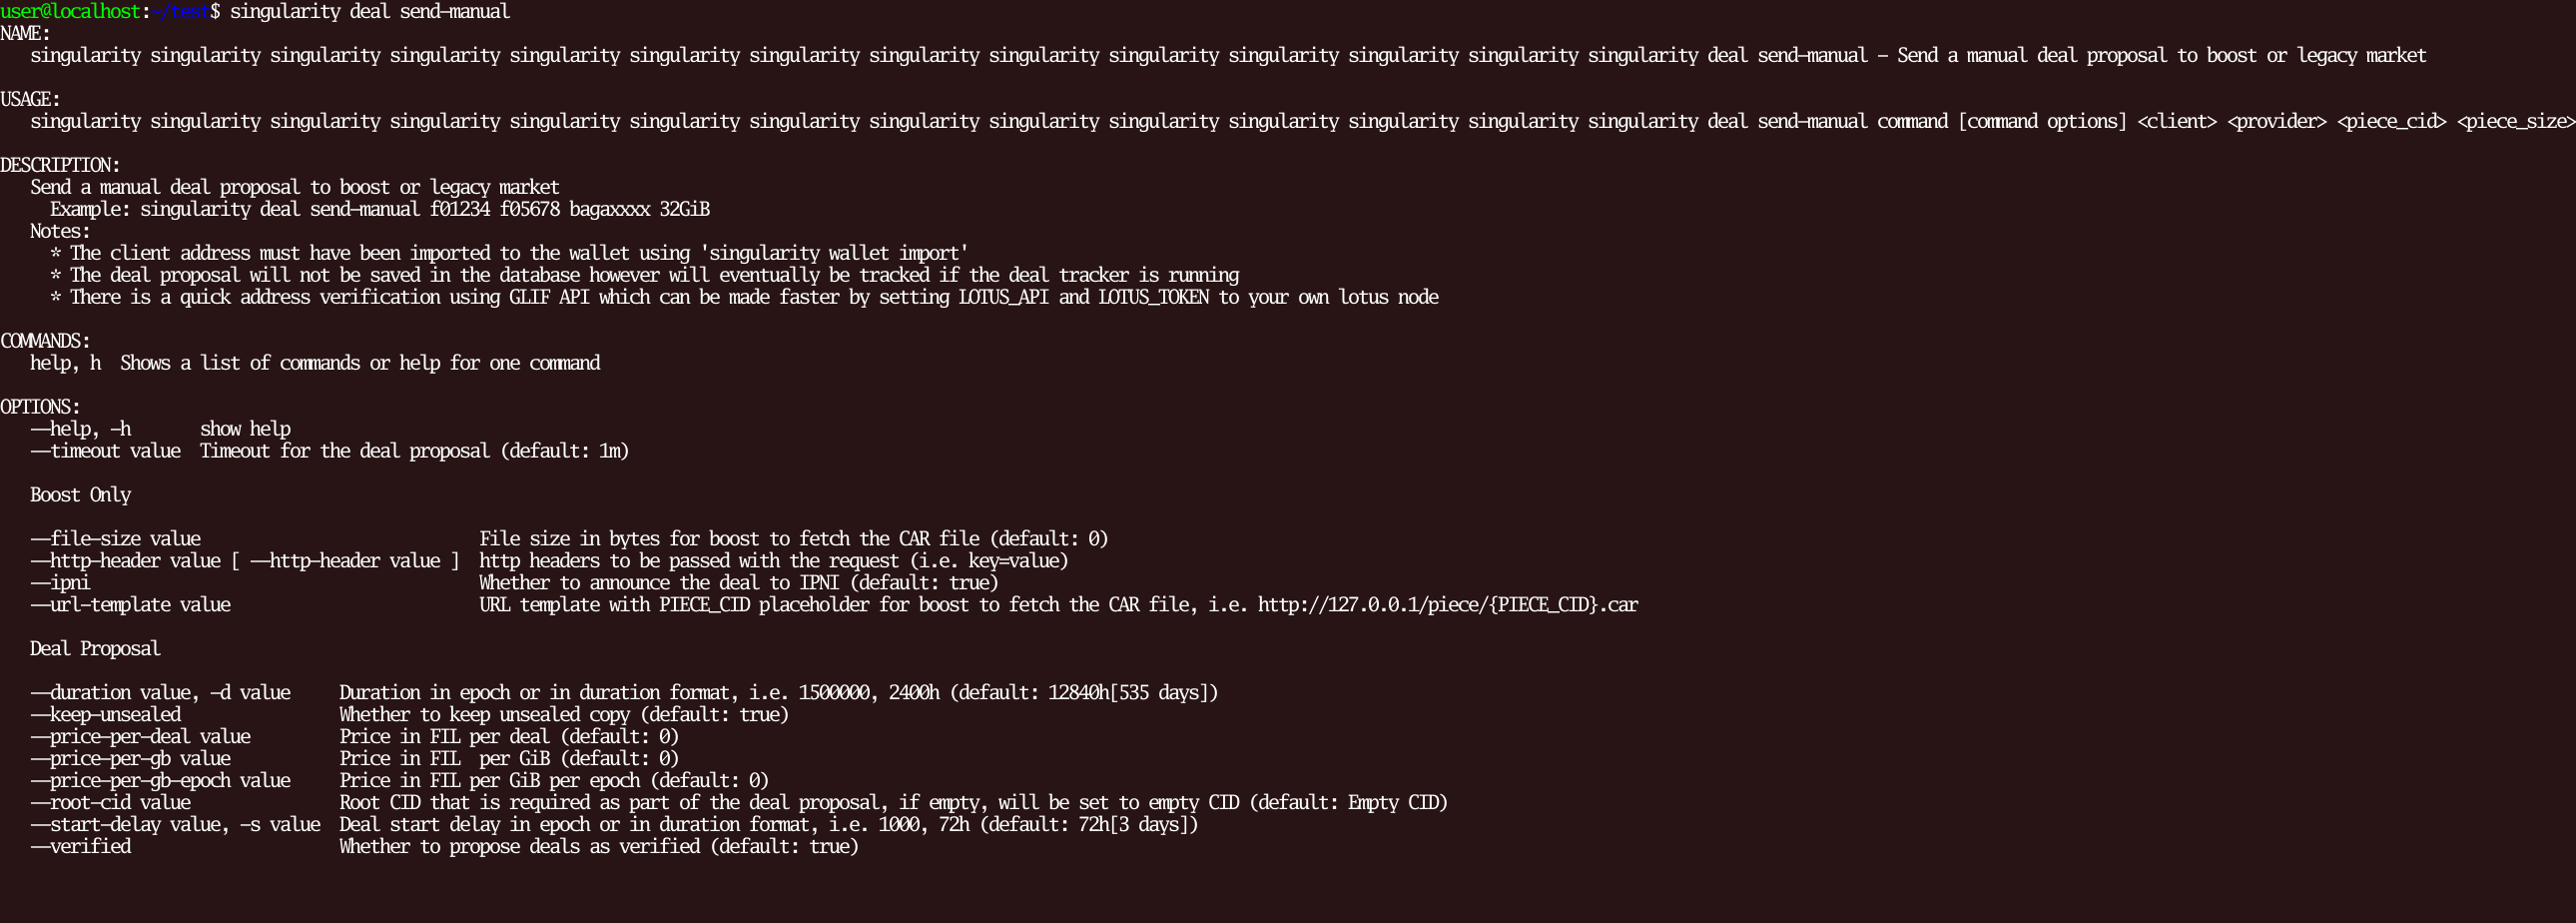 user@localhost:~/test$ singularity deal send-manual
NAME:
   singularity singularity singularity singularity singularity singularity singularity singularity singularity singularity singularity singularity singularity singularity deal send-manual - Send a manual deal proposal to boost or legacy market

USAGE:
   singularity singularity singularity singularity singularity singularity singularity singularity singularity singularity singularity singularity singularity singularity deal send-manual command [command options] <client> <provider> <piece_cid> <piece_size>

DESCRIPTION:
   Send a manual deal proposal to boost or legacy market
     Example: singularity deal send-manual f01234 f05678 bagaxxxx 32GiB
   Notes:
     * The client address must have been imported to the wallet using 'singularity wallet import'
     * The deal proposal will not be saved in the database however will eventually be tracked if the deal tracker is running
     * There is a quick address verification using GLIF API which can be made faster by setting LOTUS_API and LOTUS_TOKEN to your own lotus node

COMMANDS:
   help, h  Shows a list of commands or help for one command

OPTIONS:
   --help, -h       show help
   --timeout value  Timeout for the deal proposal (default: 1m)

   Boost Only

   --file-size value                            File size in bytes for boost to fetch the CAR file (default: 0)
   --http-header value [ --http-header value ]  http headers to be passed with the request (i.e. key=value)
   --ipni                                       Whether to announce the deal to IPNI (default: true)
   --url-template value                         URL template with PIECE_CID placeholder for boost to fetch the CAR file, i.e. http://127.0.0.1/piece/{PIECE_CID}.car

   Deal Proposal

   --duration value, -d value     Duration in epoch or in duration format, i.e. 1500000, 2400h (default: 12840h[535 days])
   --keep-unsealed                Whether to keep unsealed copy (default: true)
   --price-per-deal value         Price in FIL per deal (default: 0)
   --price-per-gb value           Price in FIL  per GiB (default: 0)
   --price-per-gb-epoch value     Price in FIL per GiB per epoch (default: 0)
   --root-cid value               Root CID that is required as part of the deal proposal, if empty, will be set to empty CID (default: Empty CID)
   --start-delay value, -s value  Deal start delay in epoch or in duration format, i.e. 1000, 72h (default: 72h[3 days])
   --verified                     Whether to propose deals as verified (default: true)